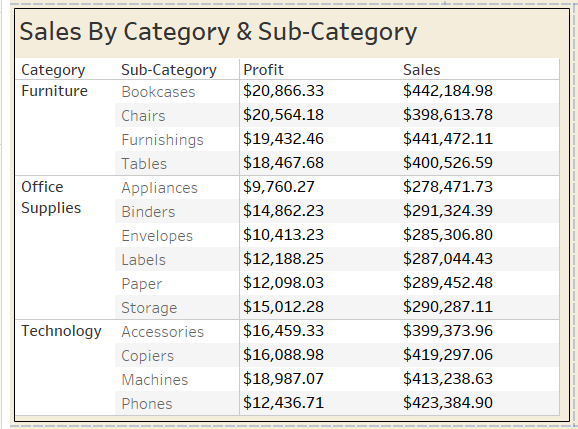 Sales By Category & Sub-Category
Category Sub-Category Profit Sales
Furniture Bookcases $20,866.33 $442,184.98
Chairs $20,564.18 $398,613.78
Furnishings $19,432.46 $441,472.11
Tables $18,467.68 $400,526.59
Office Appliances $9,760.27 $278,471.73
Supplies Binders $14,862.23 $291,324.39
Envelopes $10,413.23 $285,306.80
Labels $12,188.25 $287,044.43
Paper $12,098.03 $289,452.48
Storage $15,012.28 $290,287.11
Technology Accessories $16,459.33 $399,373.96
Copiers $16,088.98 $419,297.06
Machines $18,987.07 $413,238.63
Phones $12,436.71 $423,384.90